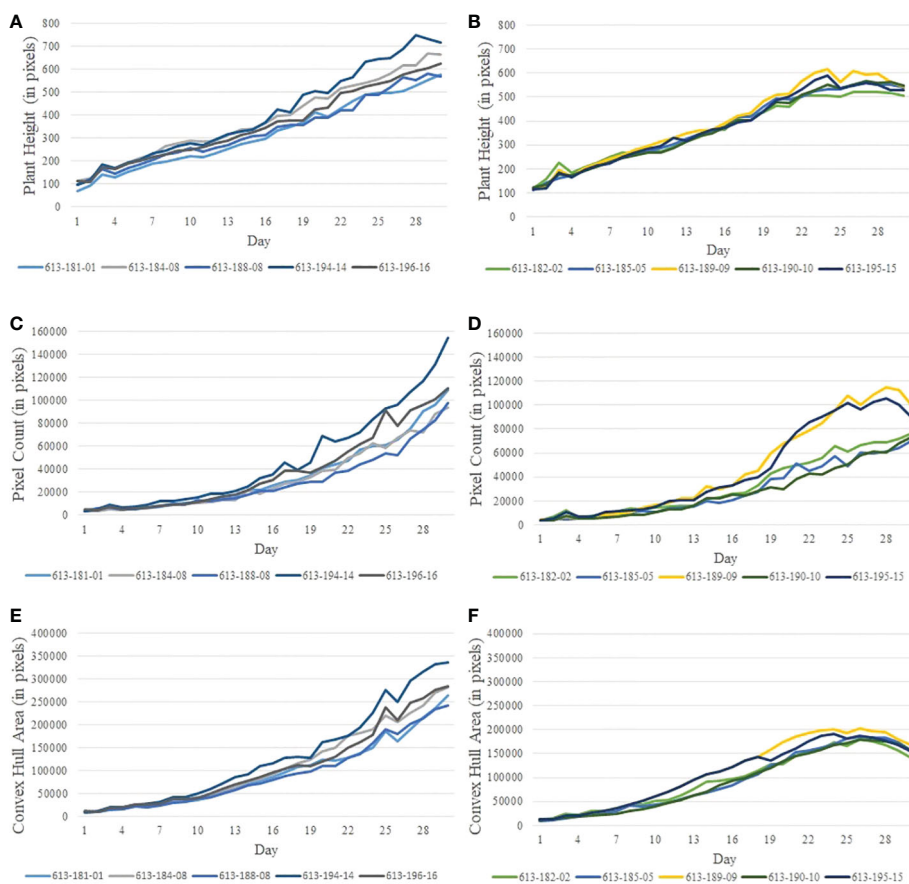 A
Plant Height (in pixels)
800
700
600
500
400
300
200
100
0
1 4 7 10 13 16 19 22 25 28
Day
613-181-01 613-184-08 613-188-08 613-194-14 613-196-16
B
Plant Height (in pixels)
800
700
600
500
400
300
200
100
0
1 4 7 10 13 16 19 22 25 28
Day
613-182-02 613-185-05 613-189-09 613-190-10 613-195-15
C
Pixel Count (in pixels)
160000
140000
120000
100000
80000
60000
40000
20000
0
1 4 7 10 13 16 19 22 25 28
Day
613-181-01 613-184-08 613-188-08 613-194-14 613-196-16
D
Pixel Count (in pixels)
160000
140000
120000
100000
80000
60000
40000
20000
0
1 4 7 10 13 16 19 22 25 28
Day
613-182-02 613-185-05 613-189-09 613-190-10 613-195-15
E
Convex Hull Area (in pixels)
400000
350000
300000
250000
200000
150000
100000
50000
0
1 4 7 10 13 16 19 22 25 28
Day
613-181-01 613-184-08 613-188-08 613-194-14 613-196-16
F
Convex Hull Area (in pixels)
400000
350000
300000
250000
200000
150000
100000
50000
0
1 4 7 10 13 16 19 22 25 28
Day
613-182-02 613-185-05 613-189-09 613-190-10 613-195-15